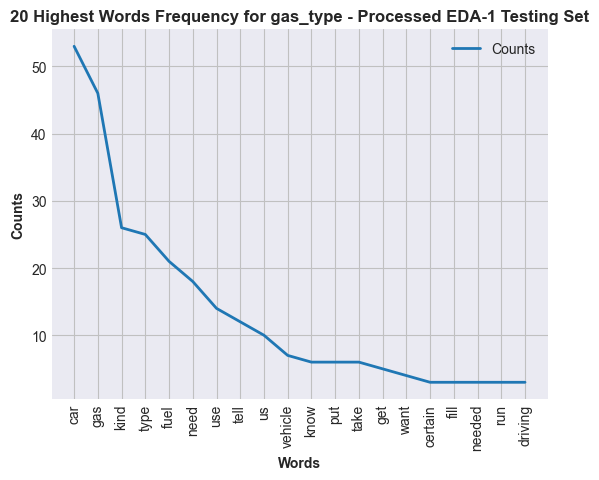 20 Highest Words Frequency for gas_type - Processed EDA-1 Testing Set
Counts
50
40
30
20
10
Counts
car
gas
kind
type
fuel
need
use
tell
us
vehicle
know
put
take
get
want
certain
fill
needed
run
driving
Words